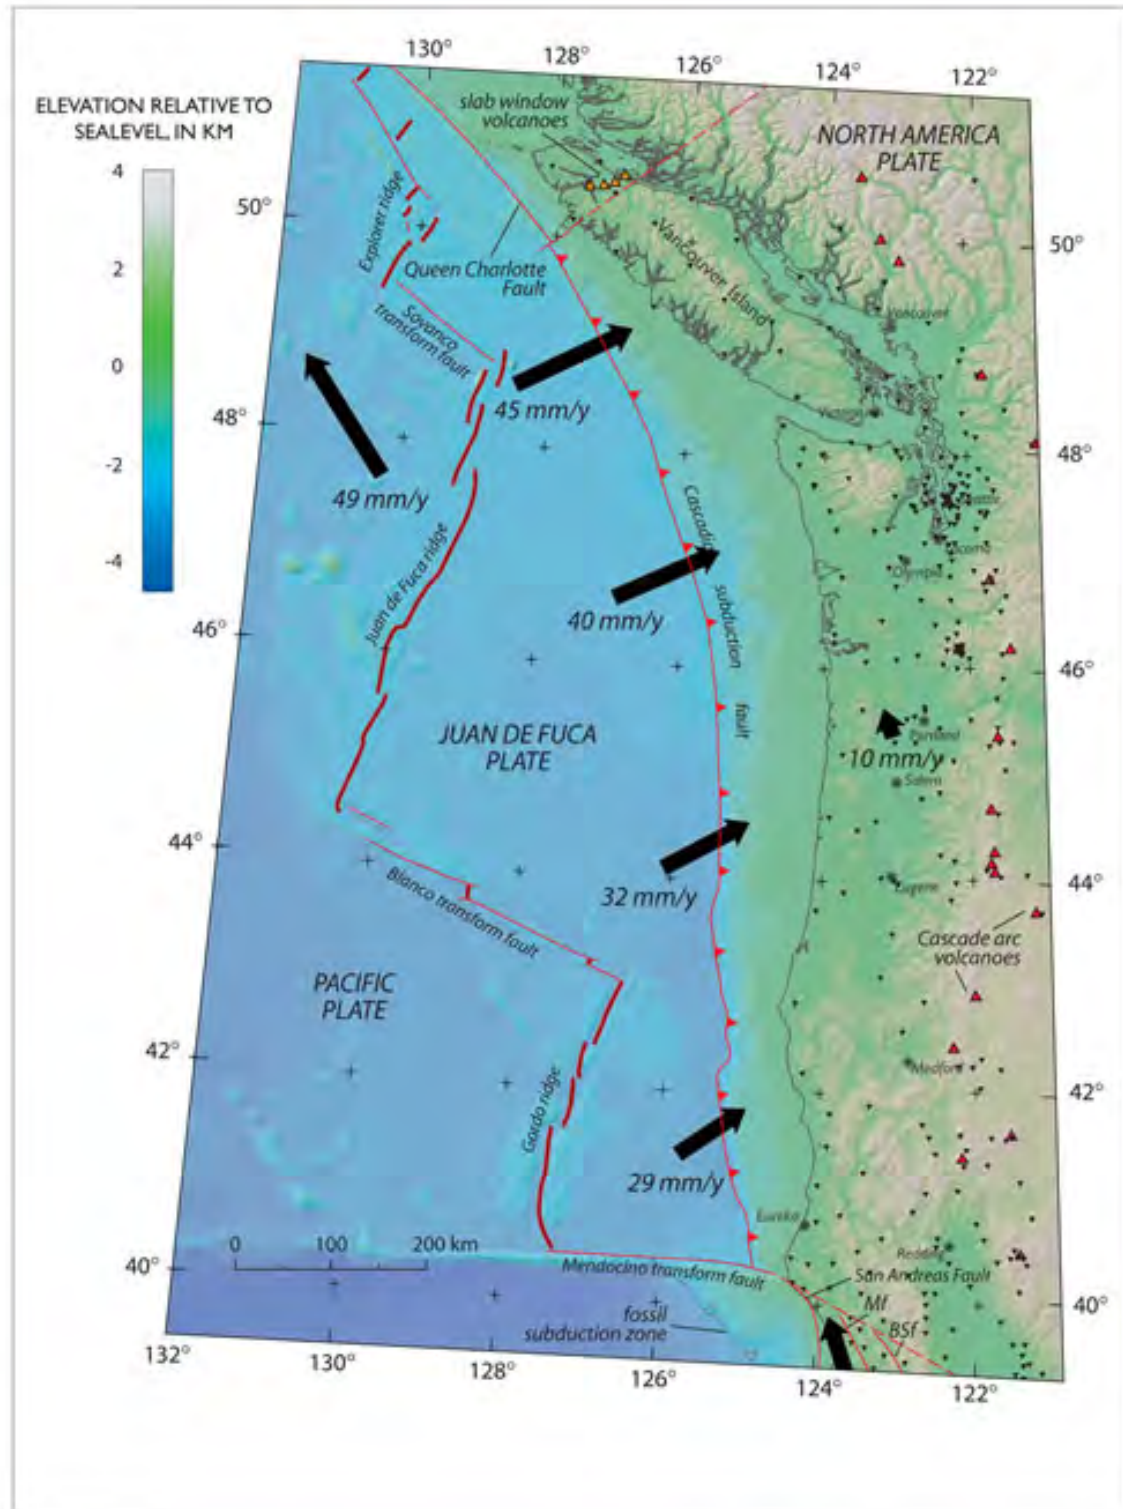 130°
128°
126°
124°
122°
ELEVATION RELATIVE TO
SEALEVEL, IN KM
4
2
0
-2
-4
slab window
volcanoes
NORTH AMERICA
PLATE
50°
50°
Explorer ridge
Queen Charlotte
Fault
Vancouver Island
Vancouver
Sovanco
transform fault
45 mm/y
Victoria
48°
48°
49 mm/y
Cascadia
subduction
fault
Seattle
Tacoma
Olympia
Juan de Fuca ridge
40 mm/y
46°
46°
JUAN DE FUCA
PLATE
Portland
10 mm/y
Salem
44°
44°
Blanco transform fault
32 mm/y
Eugene
Cascade arc
volcanoes
PACIFIC
PLATE
42°
42°
Medford
Gordo ridge
29 mm/y
Eureka
0
100
200 km
Redding
40°
40°
Mendocino transform fault
San Andreas Fault
Mf
BSf
fossil
subduction zone
132°
130°
128°
126°
124°
122°